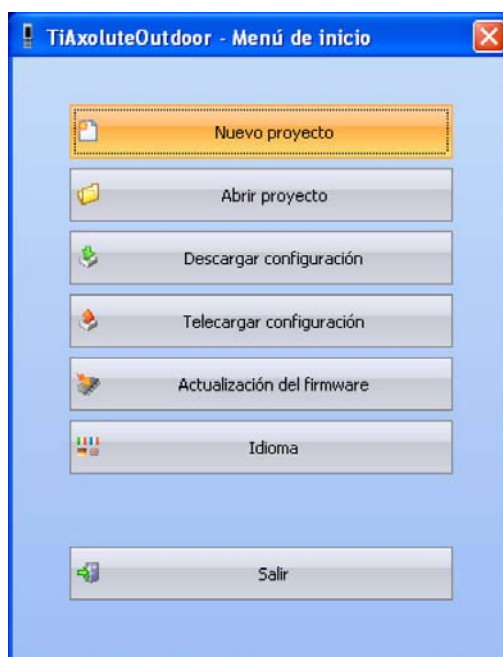 TiAxoluteOutdoor - Menú de inicio
Nuevo proyecto
Abrir proyecto
Descargar configuración
Telecargar configuración
Actualización del firmware
Idioma
Salir